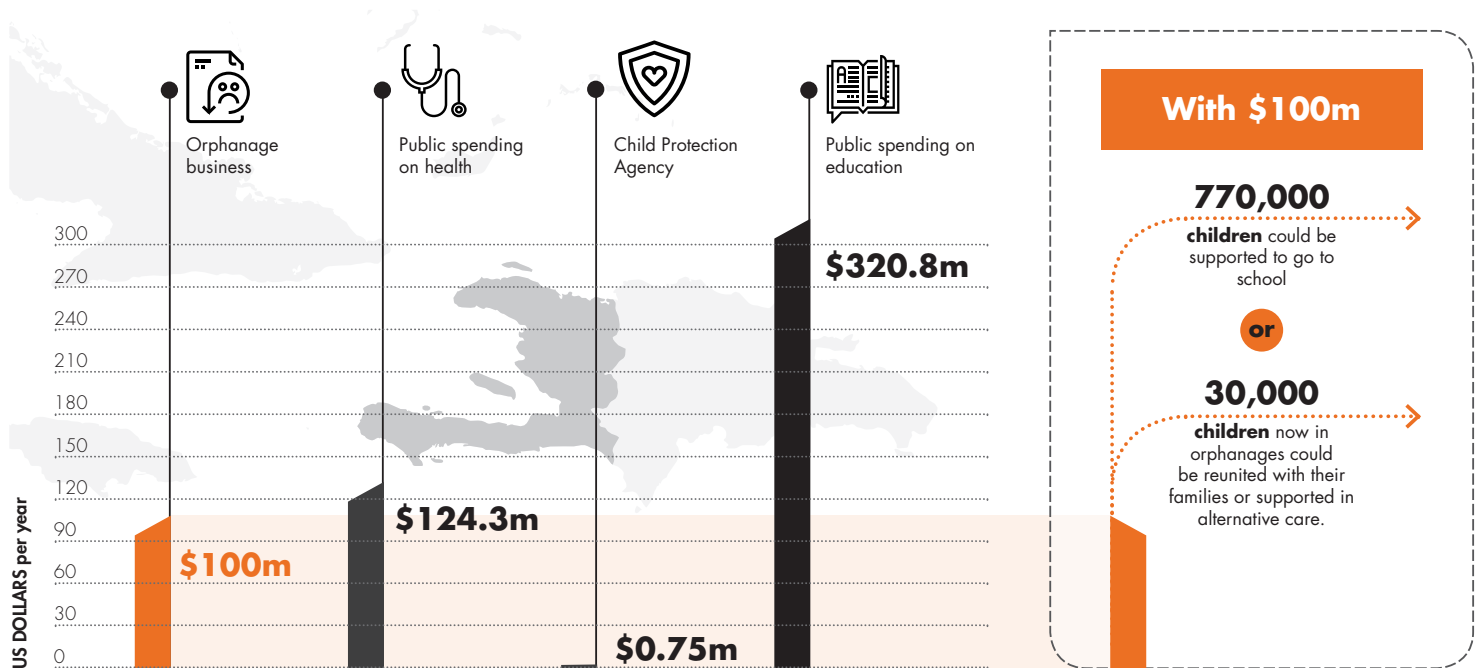 Orphanage
business
Public spending
on health
Child Protection
Agency
Public spending on
education
US DOLLARS per year
300
270
240
210
180
150
120
90
60
30
0
$100m
$124.3m
$0.75m
$320.8m
With $100m
770,000
children could be
supported to go to
school
or
30,000
children now in
orphanages could
be reunited with their
families or supported in
alternative care.